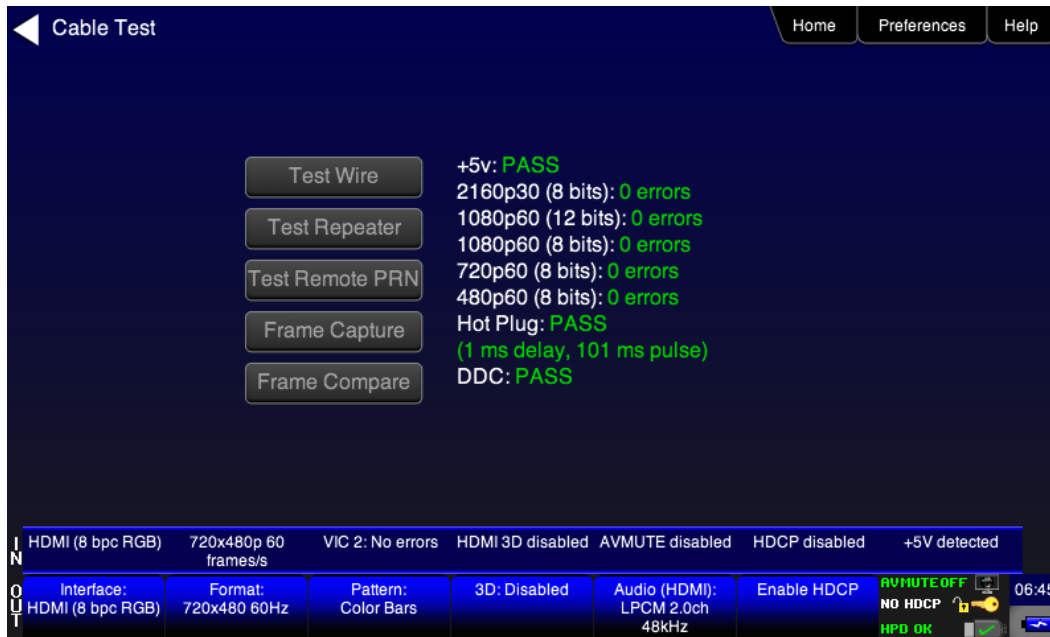 Cable Test
Home
Preferences
Help
Test Wire
Test Repeater
Test Remote PRN
Frame Capture
Frame Compare
+5v: PASS
2160p30 (8 bits): 0 errors
1080p60 (12 bits): 0 errors
1080p60 (8 bits): 0 errors
720p60 (8 bits): 0 errors
480p60 (8 bits): 0 errors
Hot Plug: PASS
(1 ms delay, 101 ms pulse)
DDC: PASS
IN
HDMI (8 bpc RGB)
720x480p 60
frames/s
VIC 2: No errors
HDMI 3D disabled
AVMUTE disabled
HDCP disabled
+5V detected
OUT
Interface:
HDMI (8 bpc RGB)
Format:
720x480 60Hz
Pattern:
Color Bars
3D: Disabled
Audio (HDMI):
LPCM 2.0ch
48kHz
Enable HDCP
AVMUTEOFF
NO HDCP
HPD OK
06:45